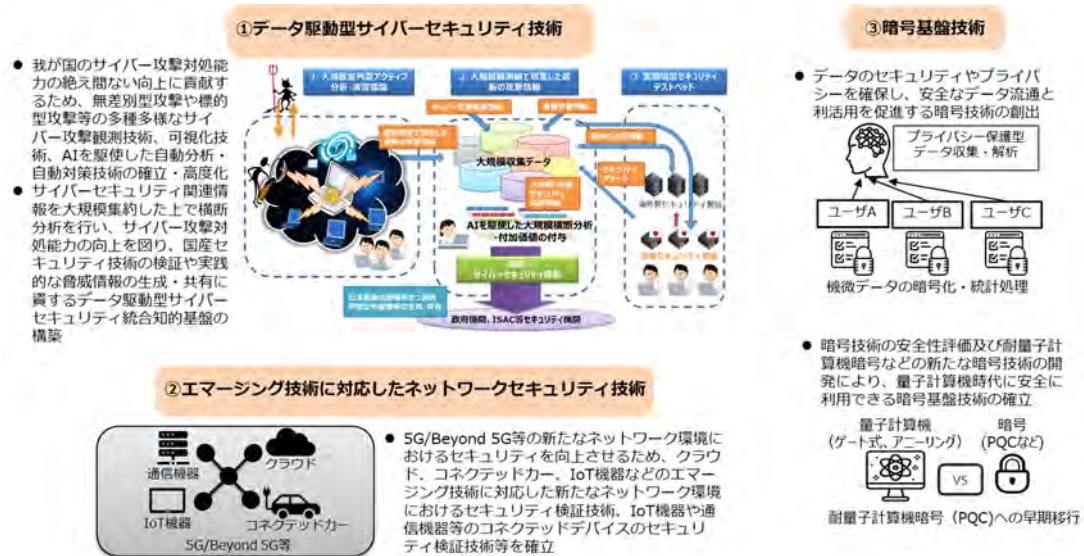 ①データ駆動型サイバーセキュリティ技術
● 我が国のサイバー攻撃対処能
力の絶え間ない向上に貢献す
るため、無差別型攻撃や標的
型攻撃等の多種多様なサイ
バー攻撃観測技術、可視化技
術、AIを駆使した自動分析・
自動対策技術の確立・高度化
● サイバーセキュリティ関連情
報を大規模集約した上で横断
分析を行い、サイバー攻撃対
処能力の向上を図り、国産セ
キュリティ技術の検証や実践
的な脅威情報の生成・共有に
資するデータ駆動型サイバー
セキュリティ統合知的基盤の
構築
大規模収集データ
AIを駆使した大規模横断分析
・付加価値の付与
政府機関、ISAC等セキュリティ機関
②エマージング技術に対応したネットワークセキュリティ技術
通信機器
クラウド
IoT機器
コネクテッドカー
5G/Beyond 5G等
● 5G/Beyond 5G等の新たなネットワーク環境に
おけるセキュリティを向上させるため、クラウ
ド、コネクテッドカー、IoT機器などのエマー
ジング技術に対応した新たなネットワーク環境
におけるセキュリティ検証技術、IoT機器や通
信機器等のコネクテッドデバイスのセキュリ
ティ検証技術等を確立
③暗号基盤技術
● データのセキュリティやプライバ
シーを確保し、安全なデータ流通と
利活用を促進する暗号技術の創出
プライバシー保護型
データ収集・解析
ユーザA
ユーザB
ユーザC
機微データの暗号化・統計処理
● 暗号技術の安全性評価及び耐量子計
算機暗号などの新たな暗号技術の開
発により、量子計算機時代に安全に
利用できる暗号基盤技術の確立
量子計算機
(ゲート式、アニーリング)
暗号
(PQCなど)
VS
耐量子計算機暗号（PQC)への早期移行